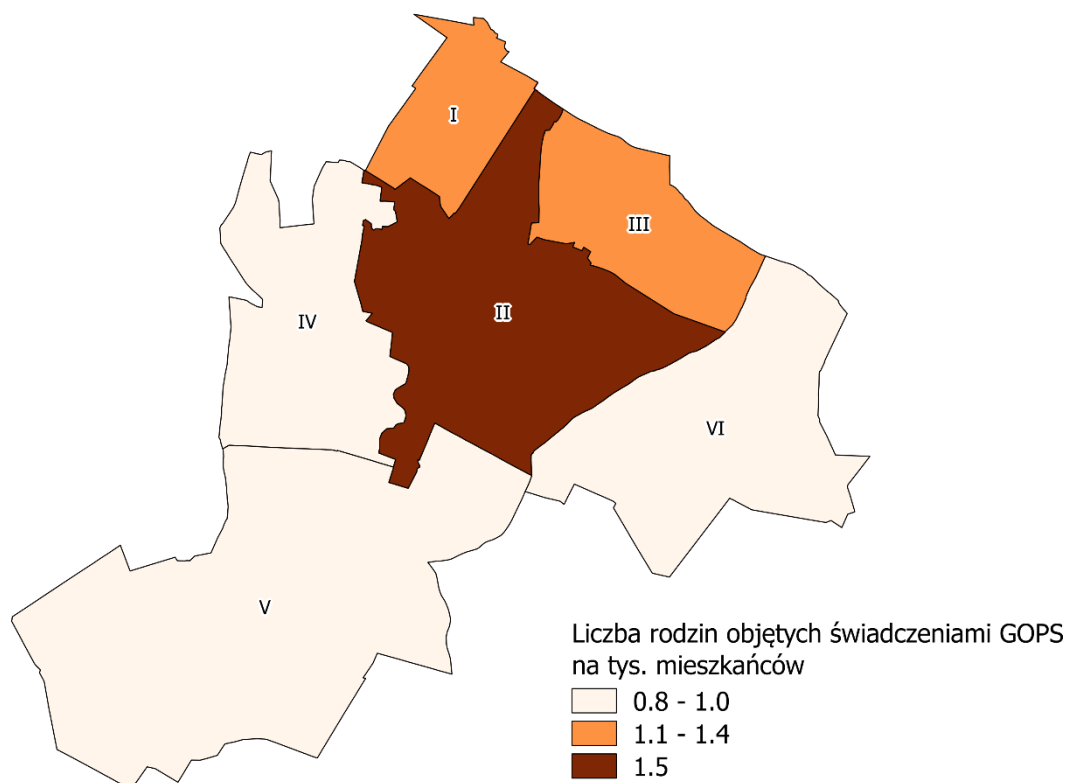 I
III
II
IV
VI
V
Liczba rodzin objętych świadczeniami GOPS
na tys. mieszkańców
0.8 - 1.0
1.1 - 1.4
1.5